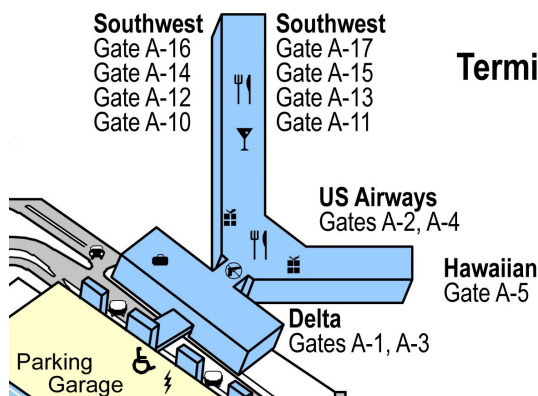 Southwest
Gate A-16
Gate A-14
Gate A-12
Gate A-10
Southwest
Gate A-17
Gate A-15
Gate A-13
Gate A-11
Termi
US Airways
Gates A-2, A-4
Hawaiian
Gate A-5
Delta
Gates A-1, A-3
Parking
Garage